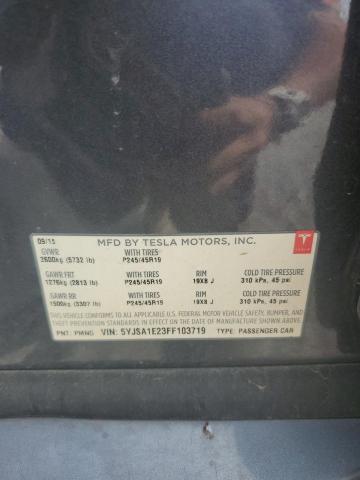 09/15 MFD BY TESLA MOTORS, INC.
GVWR WITH TIRES
2600kg (5732 lb) P245/45R19
GAWR FRT WITH TIRES RIM COLD TIRE PRESSURE
1276kg (2813 lb) P245/45R19 19X8 J 310 kPa, 45 psi
GAWR RR WITH TIRES RIM COLD TIRE PRESSURE
1500kg (3307 lb) P245/45R19 19X8 J 310 kPa, 45 psi
THIS VEHICLE CONFORMS TO ALL APPLICABLE U.S. FEDERAL MOTOR VEHICLE SAFETY, BUMPER, AND
THEFT PREVENTION STANDARDS IN EFFECT ON THE DATE OF MANUFACTURE SHOWN ABOVE.
PNT: PMNG VIN: 5YJSA1E23FF103719 TYPE: PASSENGER CAR
TESLA